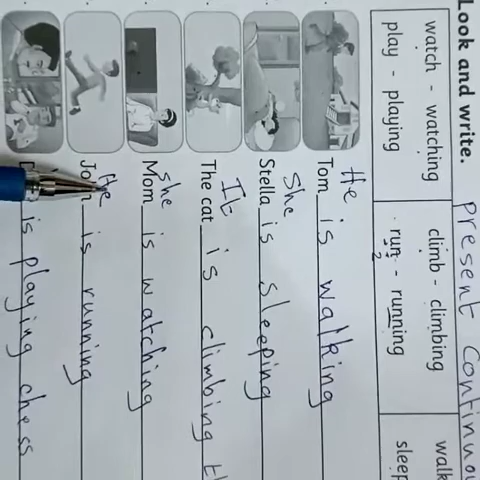 Look and write. Present Continuou
watch - watching climb - climbing walk
play - playing run - running sleep
2
He
Tom is walking
She
Stella is sleeping
It
The cat is climbing t
She
Mom is watching
He
John is running
is playing chess